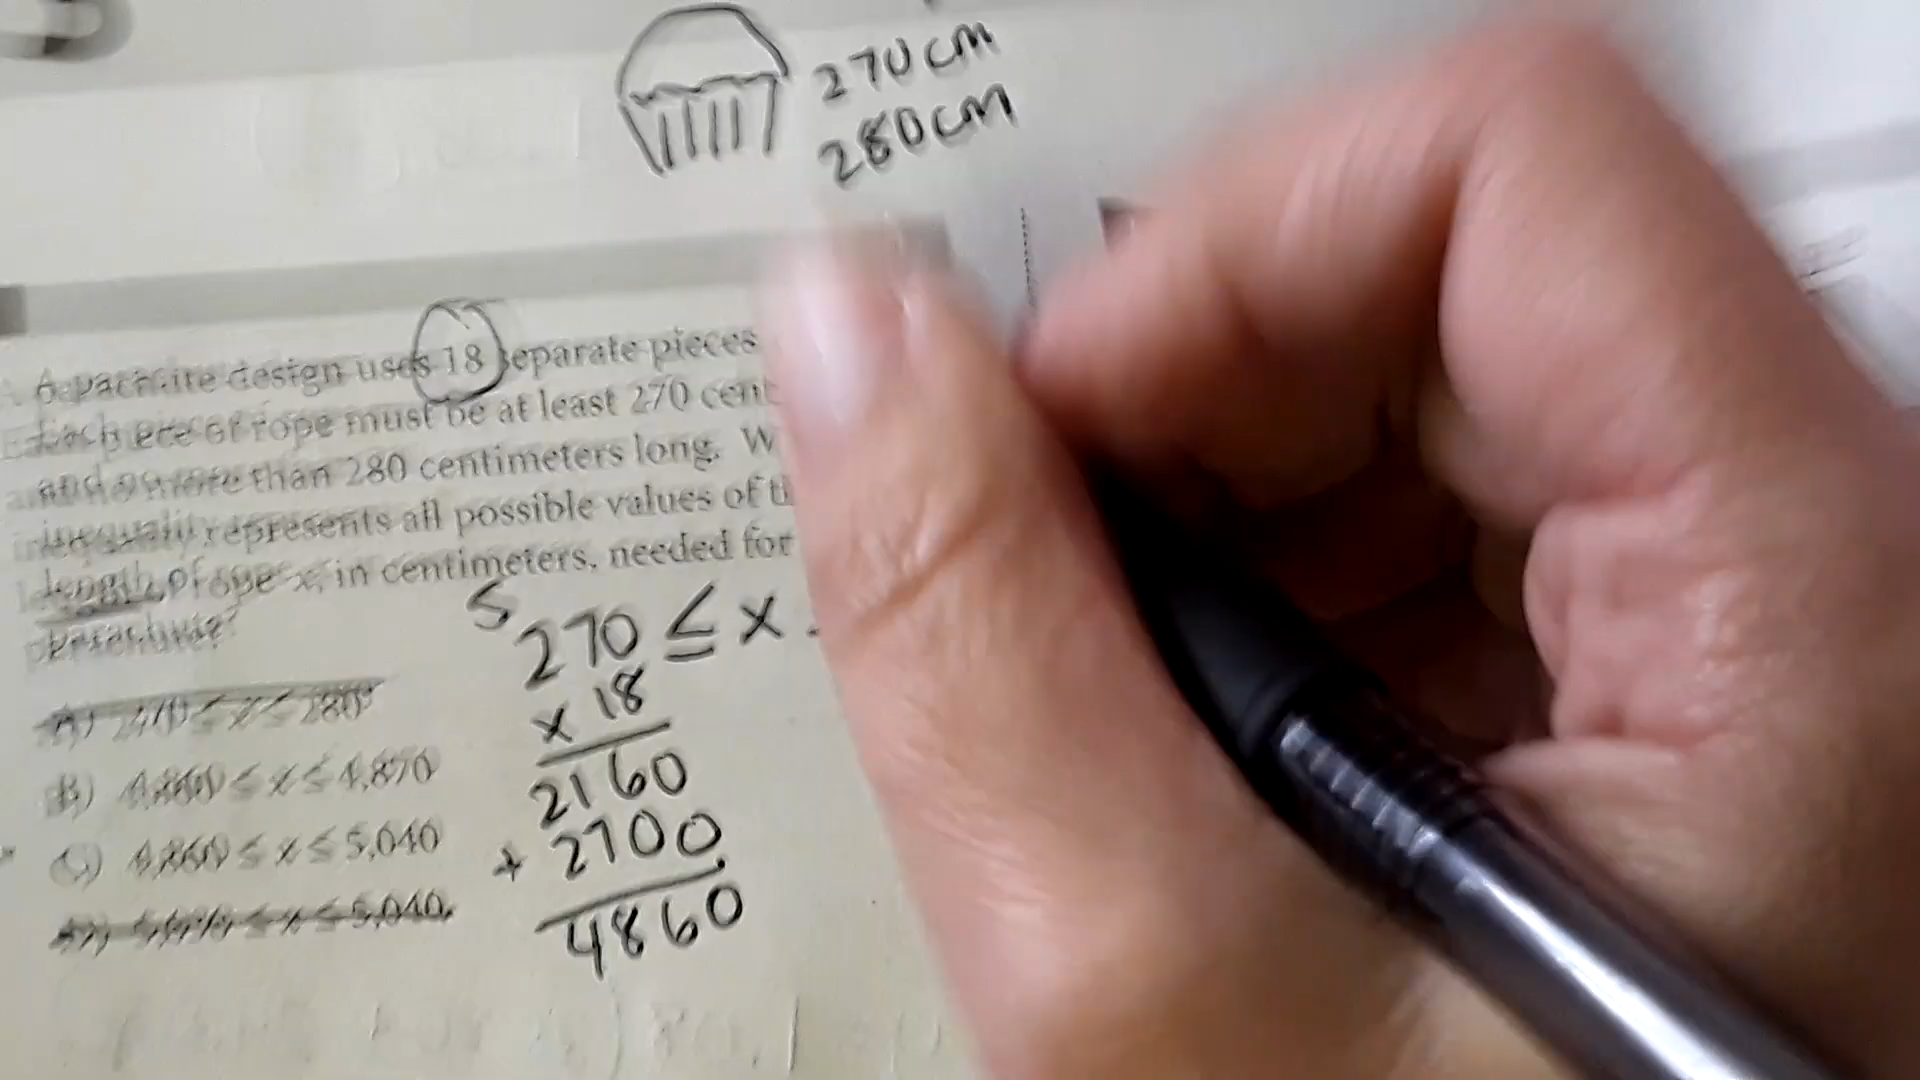 270 cm
280 cm
A parachute design uses 18 separate pieces
Each piece of rope must be at least 270 cent
and no more than 280 centimeters long. W
inequality represents all possible values of t
length of rope x, in centimeters, needed for
parachute?
5
270 ≤ x
A) 270 ≤ x ≤ 280
x 18
B) 4,860 ≤ x ≤ 4,870
2160
C) 4,860 ≤ x ≤ 5,040
+ 2700
≤ x ≤ 5,040
4860